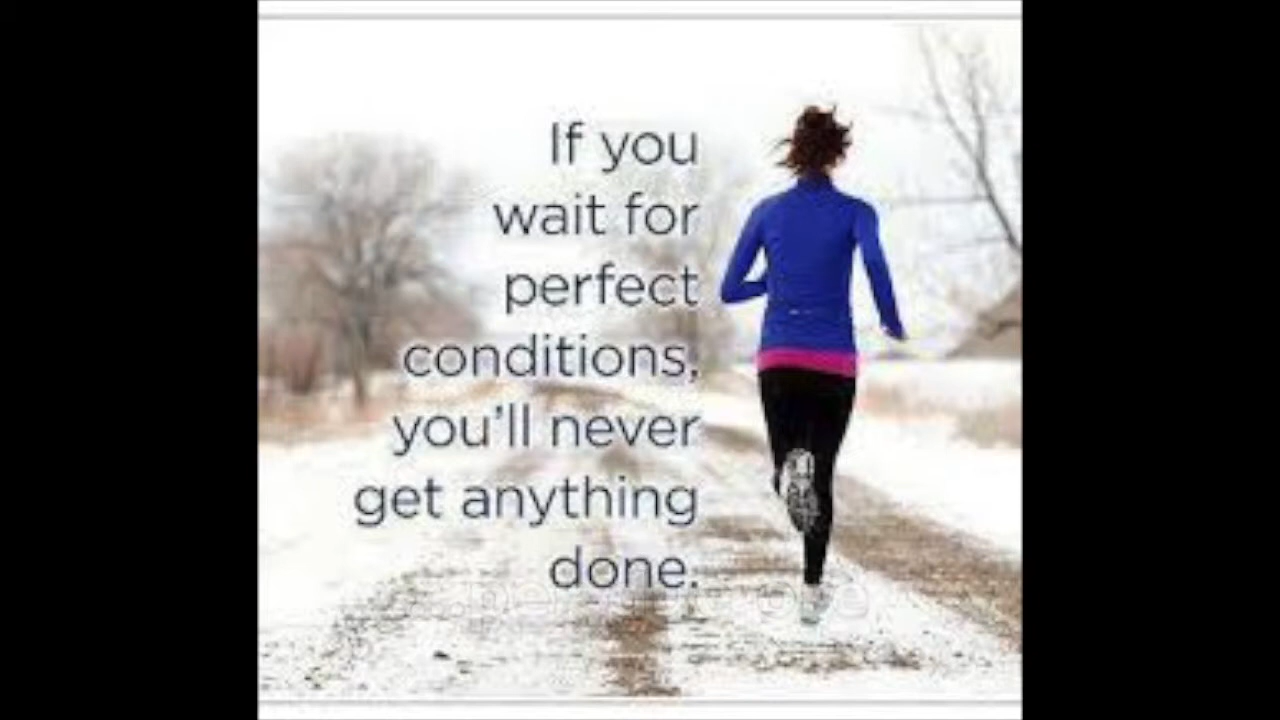 If you
wait for
perfect
conditions,
you'll never
get anything
done.